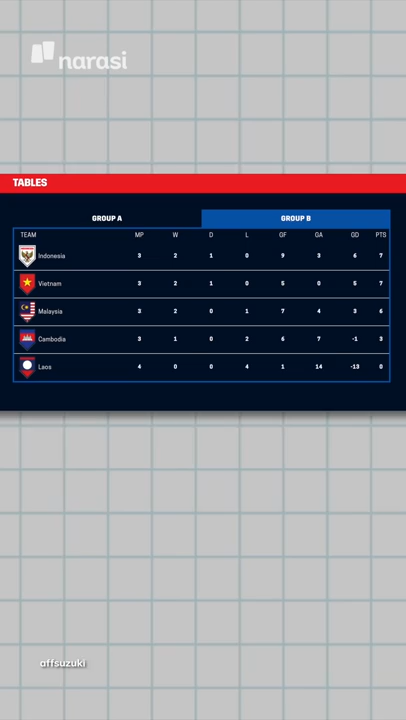 narasi
TABLES
GROUP A GROUP B
TEAM MP W D L GF GA GD PTS
Indonesia 3 2 1 0 9 3 6 7
Vietnam 3 2 1 0 5 0 5 7
Malaysia 3 2 0 1 7 4 3 6
Cambodia 3 1 0 2 6 7 -1 3
Laos 4 0 0 4 1 14 -13 0
affsuzuki